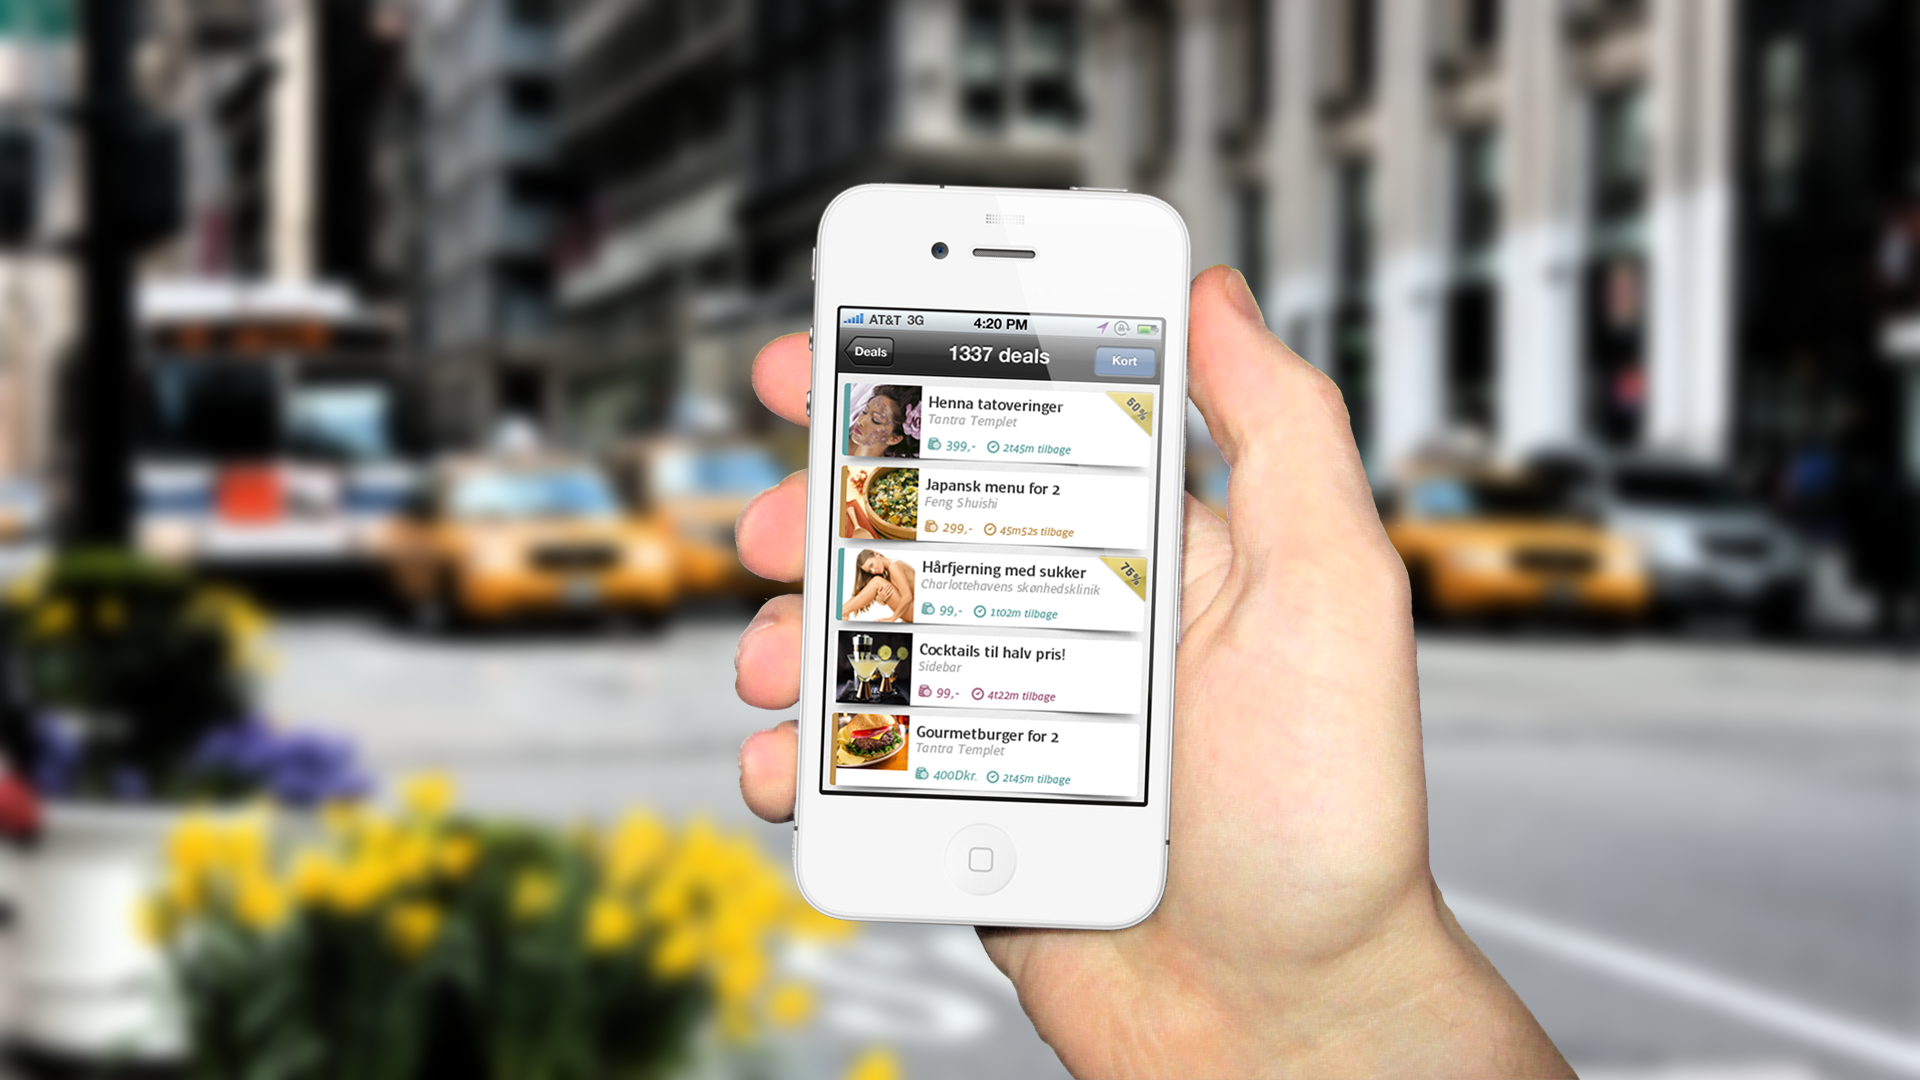 AT&T 3G 4:20 PM
Deals 1337 deals Kort
Henna tatoveringer
50%
Tantra Templet
399,- 2t45m tilbage
Japansk menu for 2
Feng Shuishi
299,- 45m52s tilbage
Hårfjerning med sukker
75%
Charlottehavens skønhedsklinik
99,- 1t02m tilbage
Cocktails til halv pris!
Sidebar
99,- 4t22m tilbage
Gourmetburger for 2
Tantra Templet
400Dkr. 2t45m tilbage